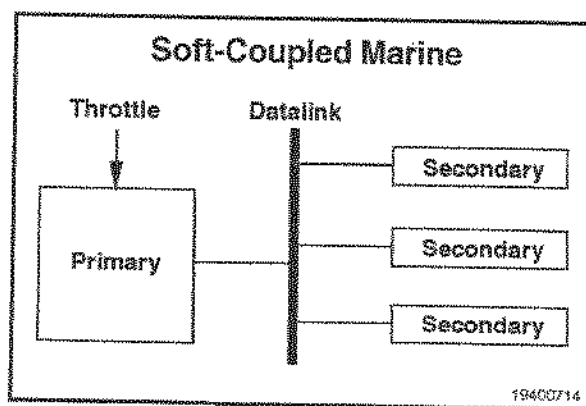 Soft-Coupled Marine
Throttle
Datalink
Secondary
Primary
Secondary
Secondary
19400714